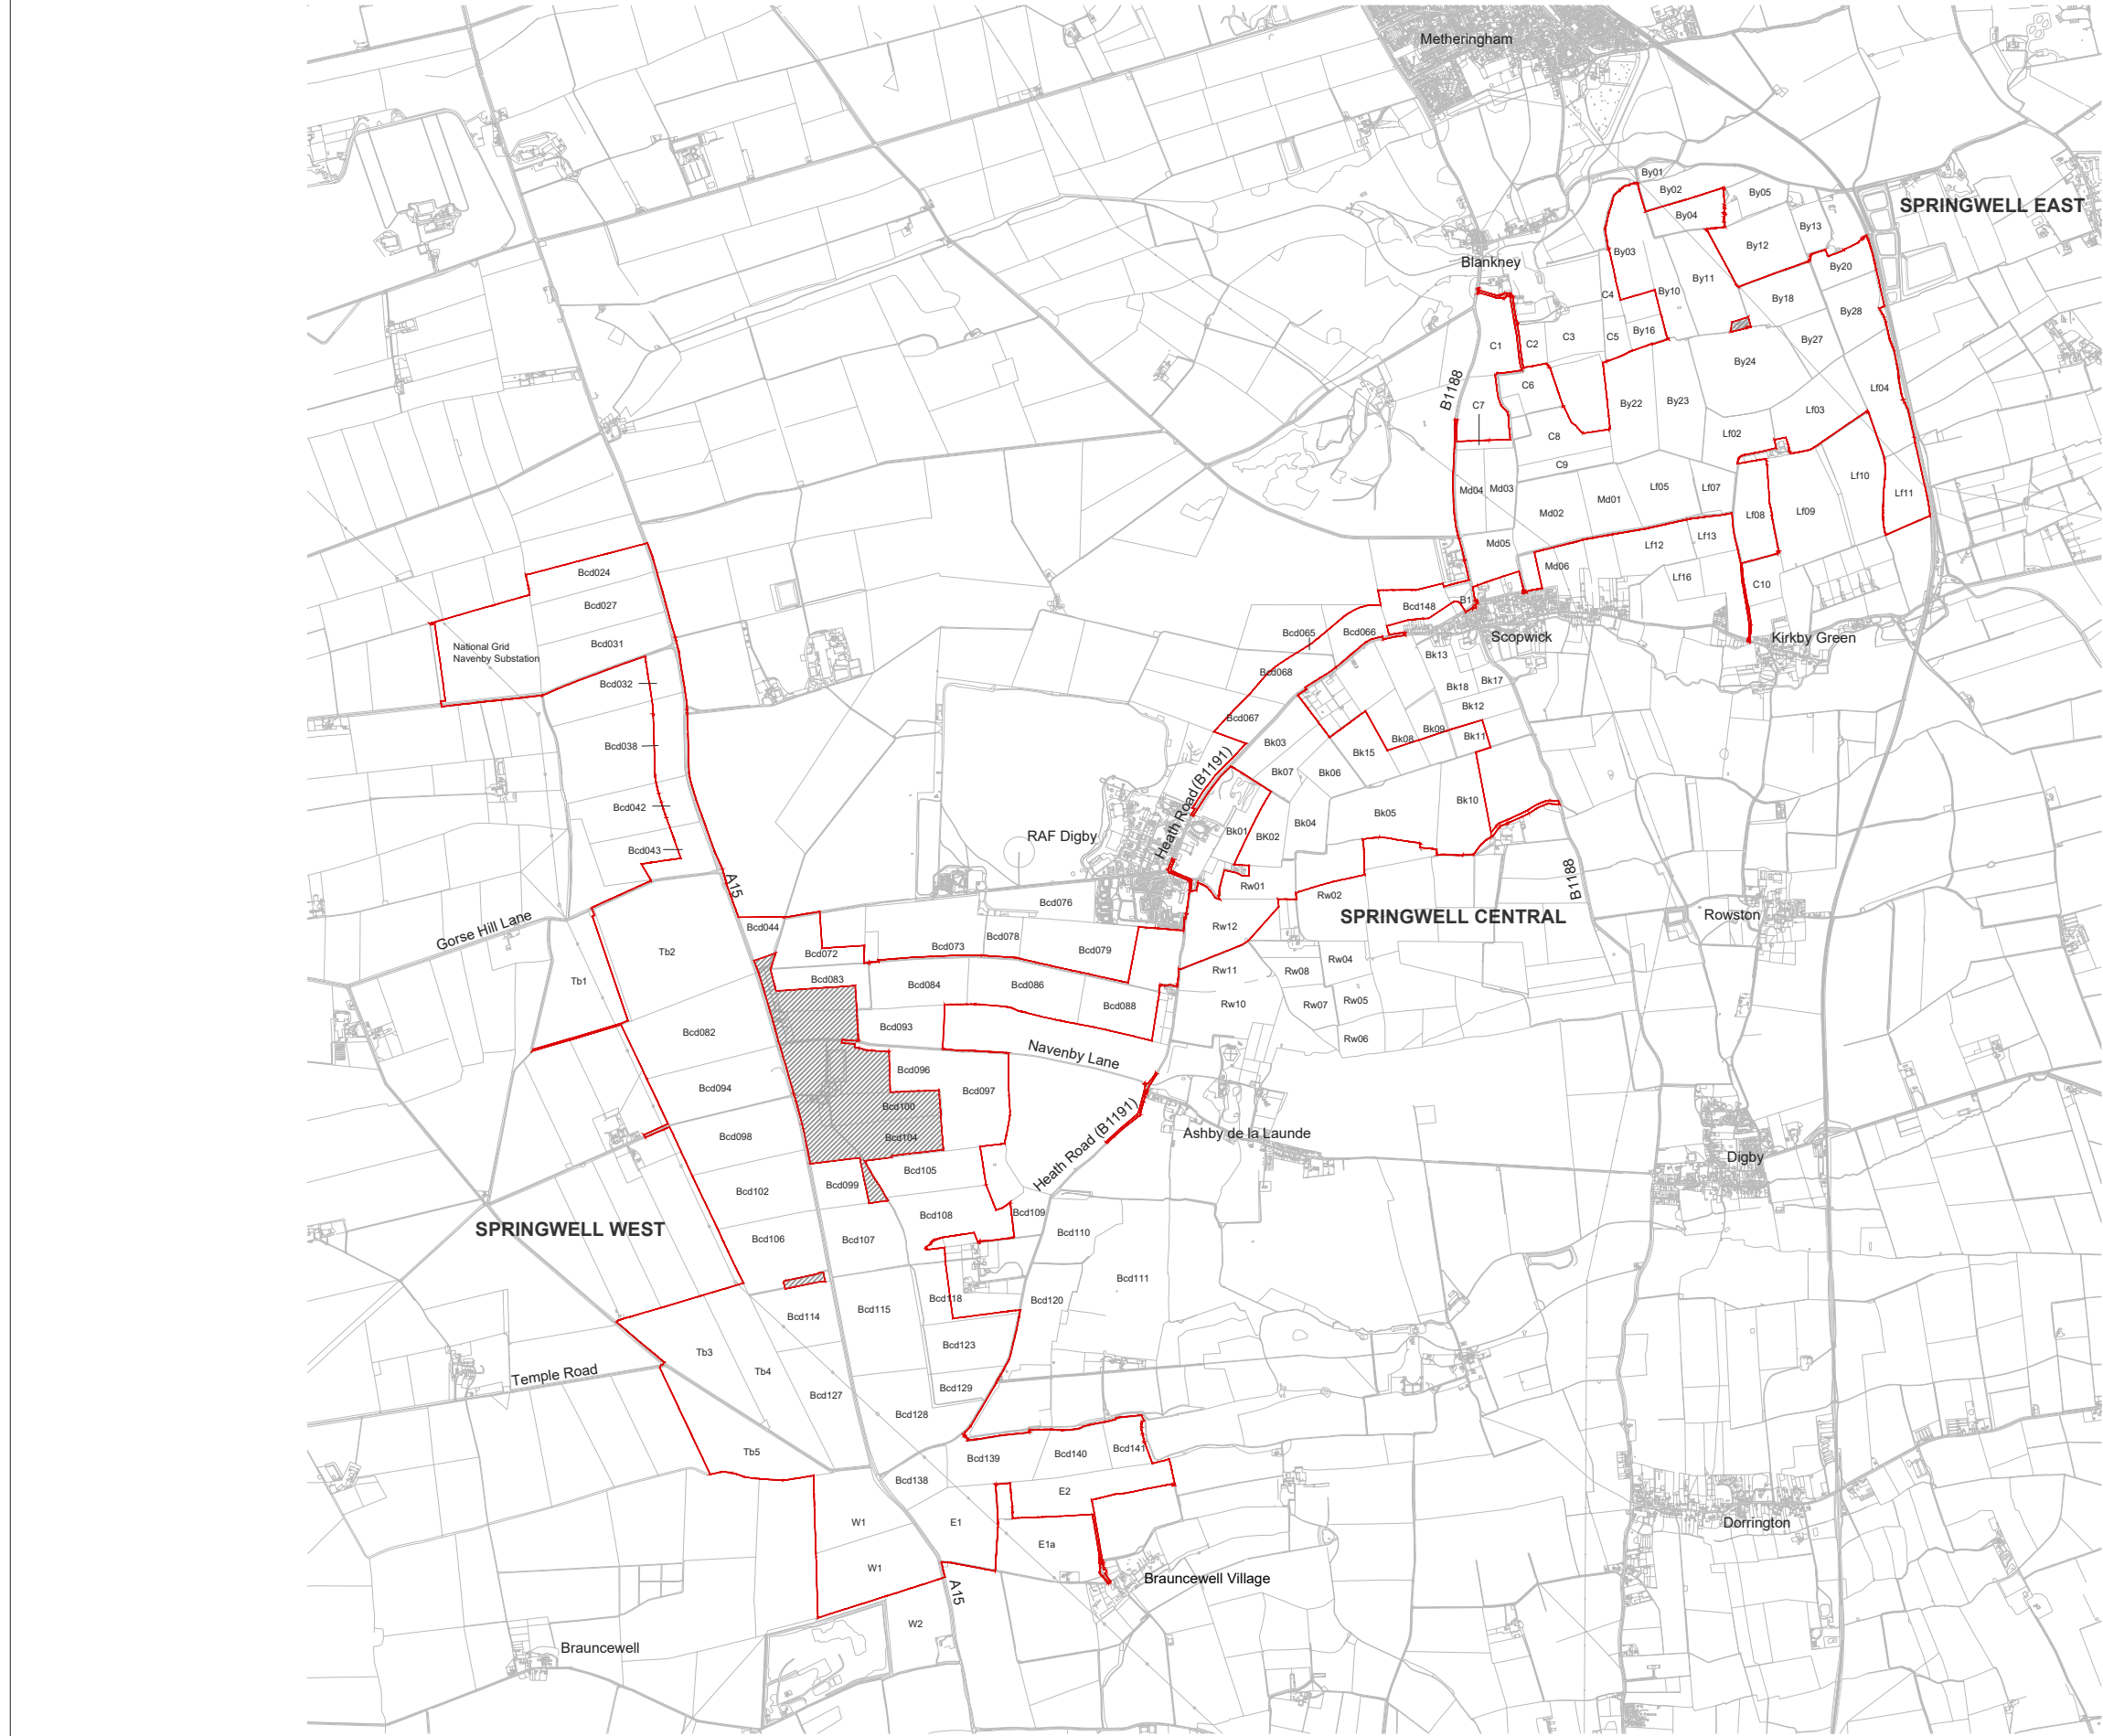 Metheringham
By01
By02
By05
SPRINGWELL EAST
By04
By13
By12
By03
Blankney
By20
By11
By10
C4
By18
By28
C1
C2
C3
C5
By16
By27
By24
B1188
C6
Lf04
C7
By22
By23
Lf03
C8
Lf02
C9
Lf10
Md04
Md03
Lf05
Lf07
Lf11
Md01
Md02
Lf08
Lf09
Md05
Lf12
Lf13
Md06
Bcd024
Lf16
C10
Bcd027
B1
Bcd148
Bcd065
Bcd066
Scopwick
Kirkby Green
Bcd031
National Grid
Navenby Substation
Bk13
Bcd068
Bcd032
Bk18
Bk17
Bk12
Bcd067
Bk09
Bk08
Bk11
Bcd038
Bk03
Bk15
Bk07
Bk06
Heath Road (B1191)
Bcd042
Bk10
Bk05
Bk04
Bk01
BK02
RAF Digby
Bcd043
A15
B1188
Rw01
Rw02
Bcd076
Gorse Hill Lane
SPRINGWELL CENTRAL
Rowston
Bcd044
Rw12
Bcd078
Bcd073
Bcd079
Tb2
Bcd072
Rw04
Rw11
Rw08
Tb1
Bcd083
Bcd084
Bcd086
Rw05
Rw10
Rw07
Bcd088
Bcd093
Bcd082
Rw06
Navenby Lane
Bcd096
Bcd094
Bcd097
Bcd100
Heath Road (B1191)
Ashby de la Launde
Bcd098
Bcd104
Digby
Bcd105
Bcd099
Bcd102
Bcd109
Bcd108
SPRINGWELL WEST
Bcd110
Bcd106
Bcd107
Bcd111
Bcd118
Bcd120
Bcd115
Bcd114
Bcd123
Tb3
Temple Road
Tb4
Bcd129
Bcd127
Bcd128
Bcd141
Tb5
Bcd139
Bcd140
Bcd138
E2
W1
E1
Dorrington
E1a
W1
Brauncewell Village
A15
W2
Brauncewell